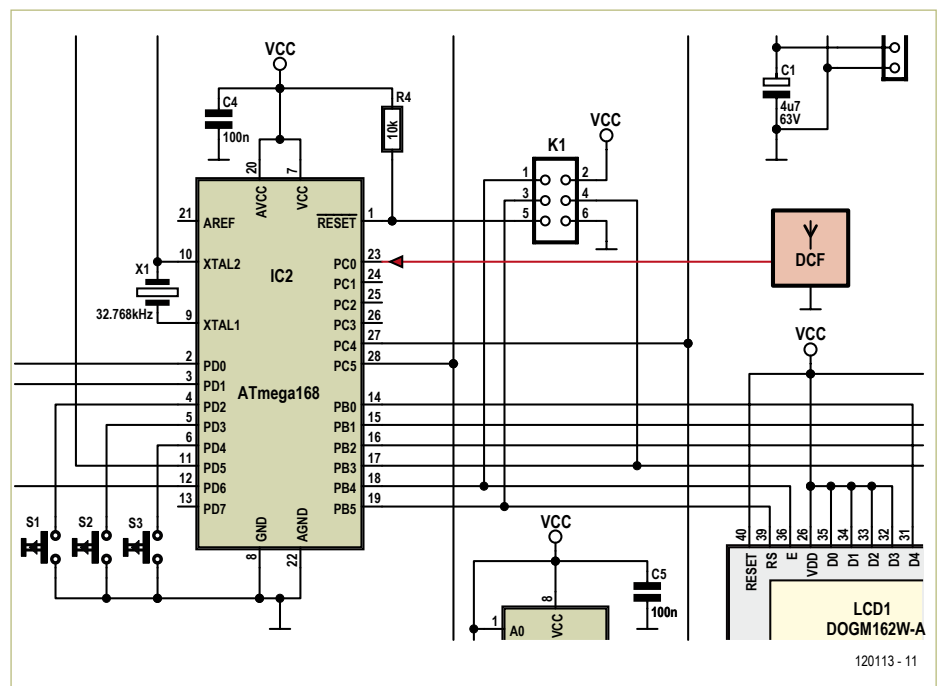 VCC
C4
100n
R4
10k
C1
4u7
63V
VCC
K1
1
2
3
4
5
6
20
7
AVCC
VCC
21
AREF
RESET
1
10
XTAL2
IC2
PC0
23
PC1
24
PC2
25
PC3
26
PC4
27
PC5
28
X1
32.768kHz
9
XTAL1
DCF
VCC
2
PD0
3
PD1
4
PD2
5
PD3
6
PD4
11
PD5
12
PD6
13
PD7
ATmega168
PB0
14
PB1
15
PB2
16
PB3
17
PB4
18
PB5
19
GND
AGND
8
22
S1
S2
S3
VCC
C5
100n
8
1
A0
VCC
40
39
36
26
35
34
33
32
31
RESET
RS
E
VDD
D0
D1
D2
D3
D4
LCD1
DOGM162W-A
120113 - 11